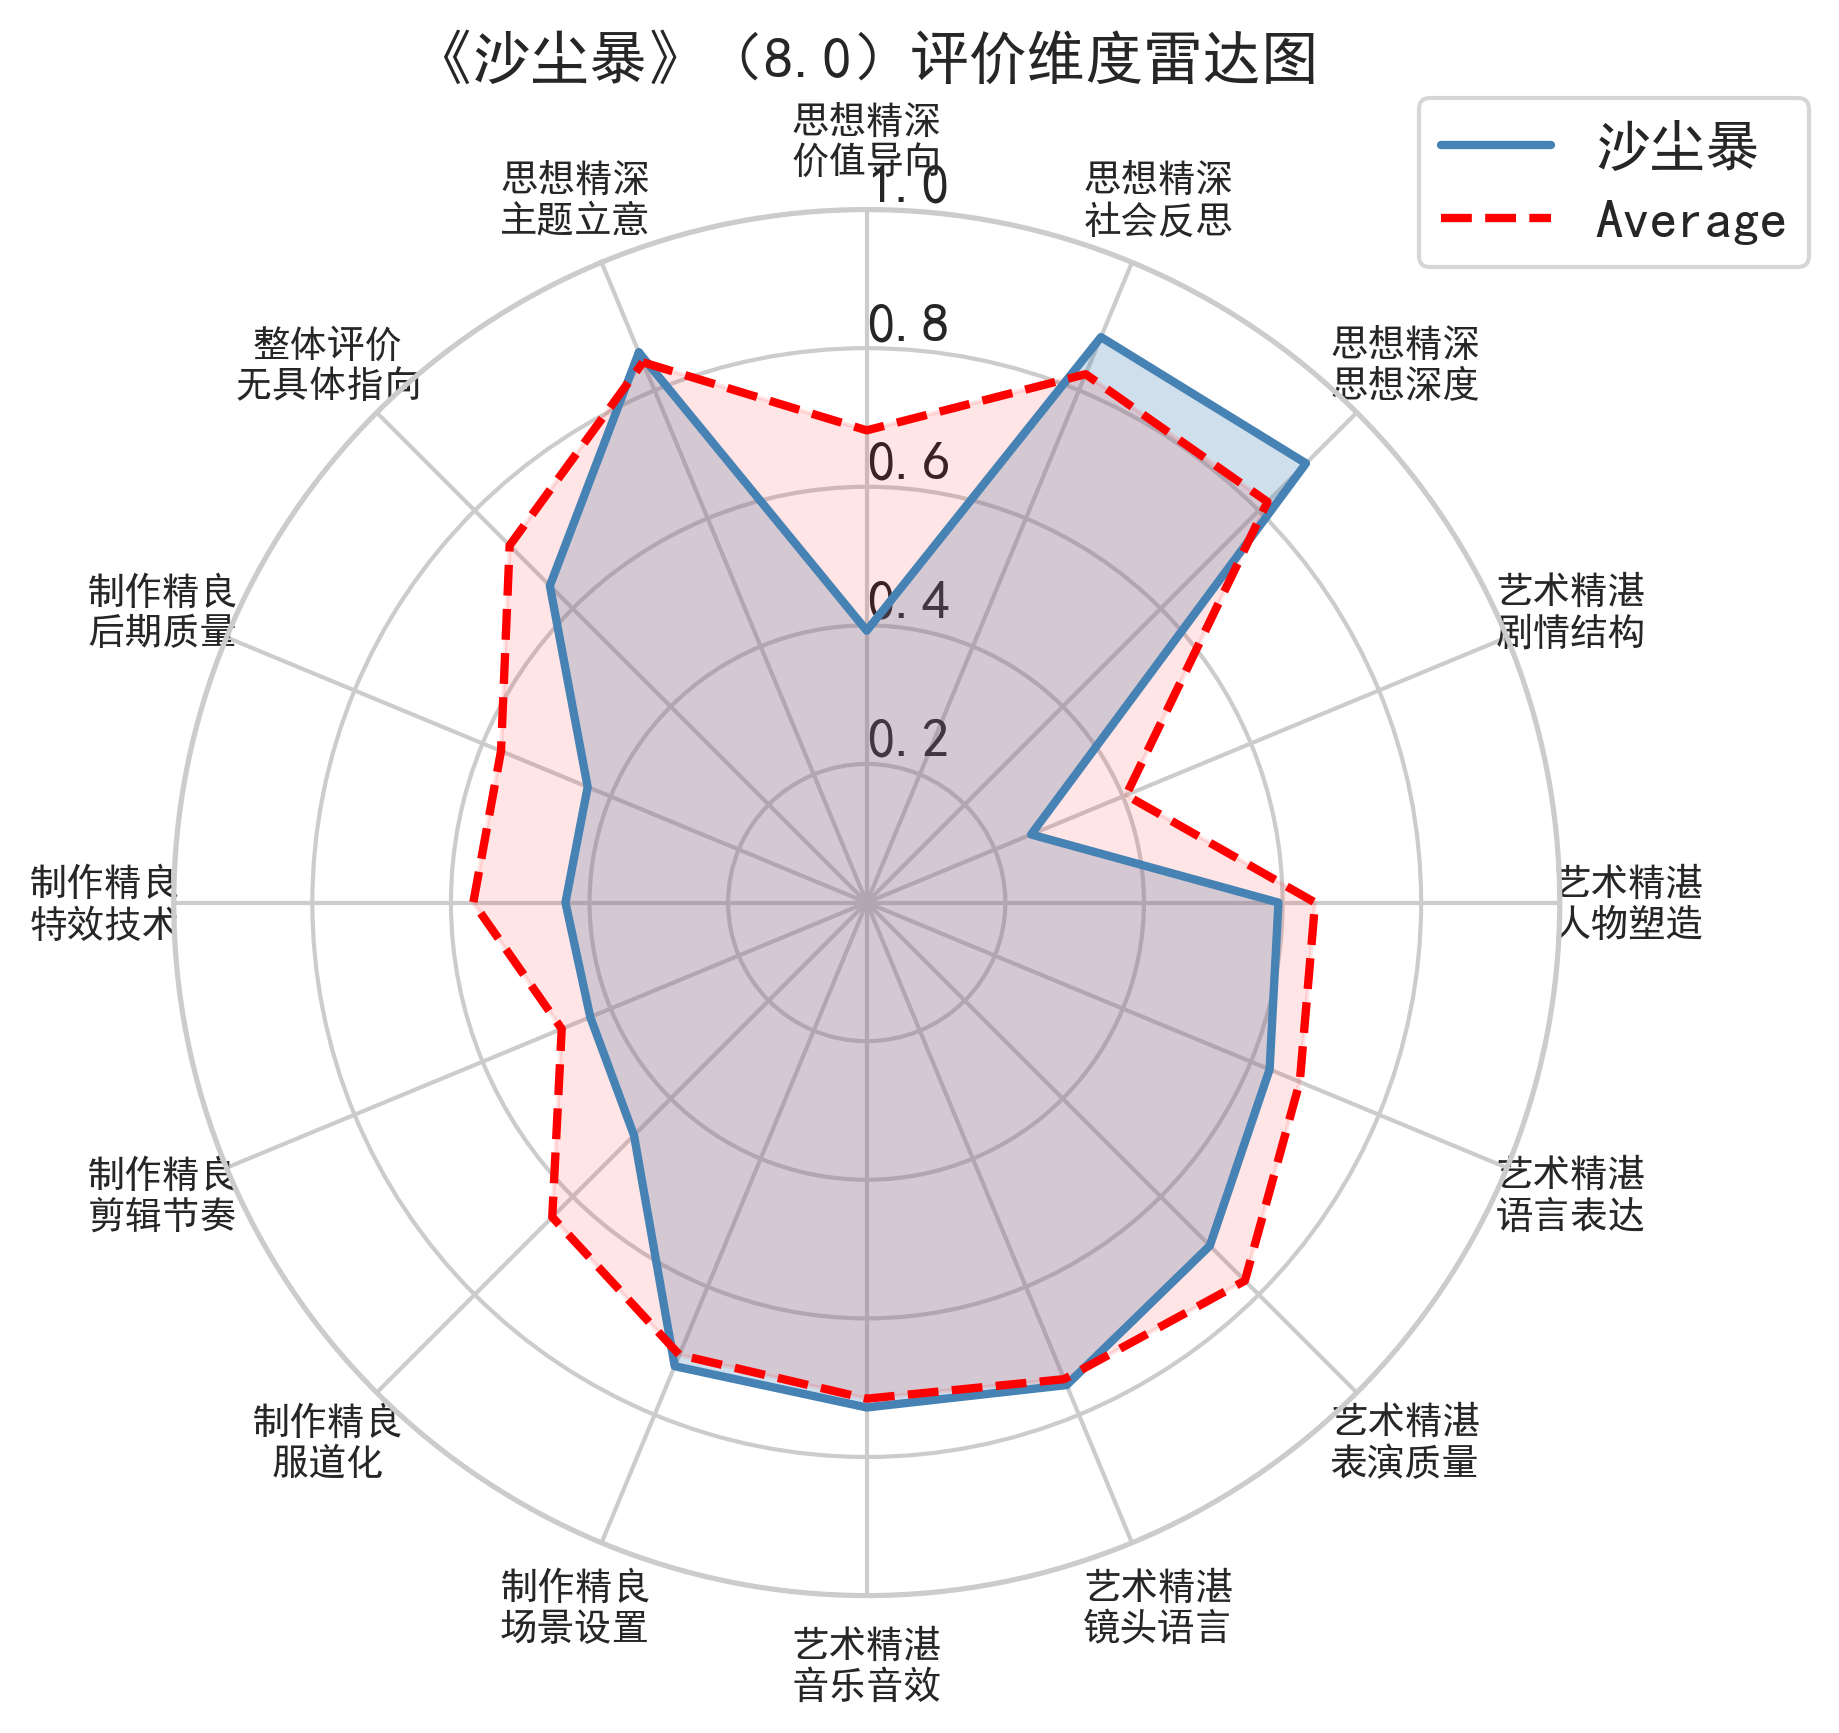 《沙尘暴》（8.0）评价维度雷达图
沙尘暴
Average
思想精深
价值导向
思想精深
社会反思
思想精深
思想深度
艺术精湛
剧情结构
艺术精湛
人物塑造
艺术精湛
语言表达
艺术精湛
表演质量
艺术精湛
镜头语言
艺术精湛
音乐音效
制作精良
场景设置
制作精良
服道化
制作精良
剪辑节奏
制作精良
特效技术
制作精良
后期质量
整体评价
无具体指向
思想精深
主题立意
1.0
0.8
0.6
0.4
0.2